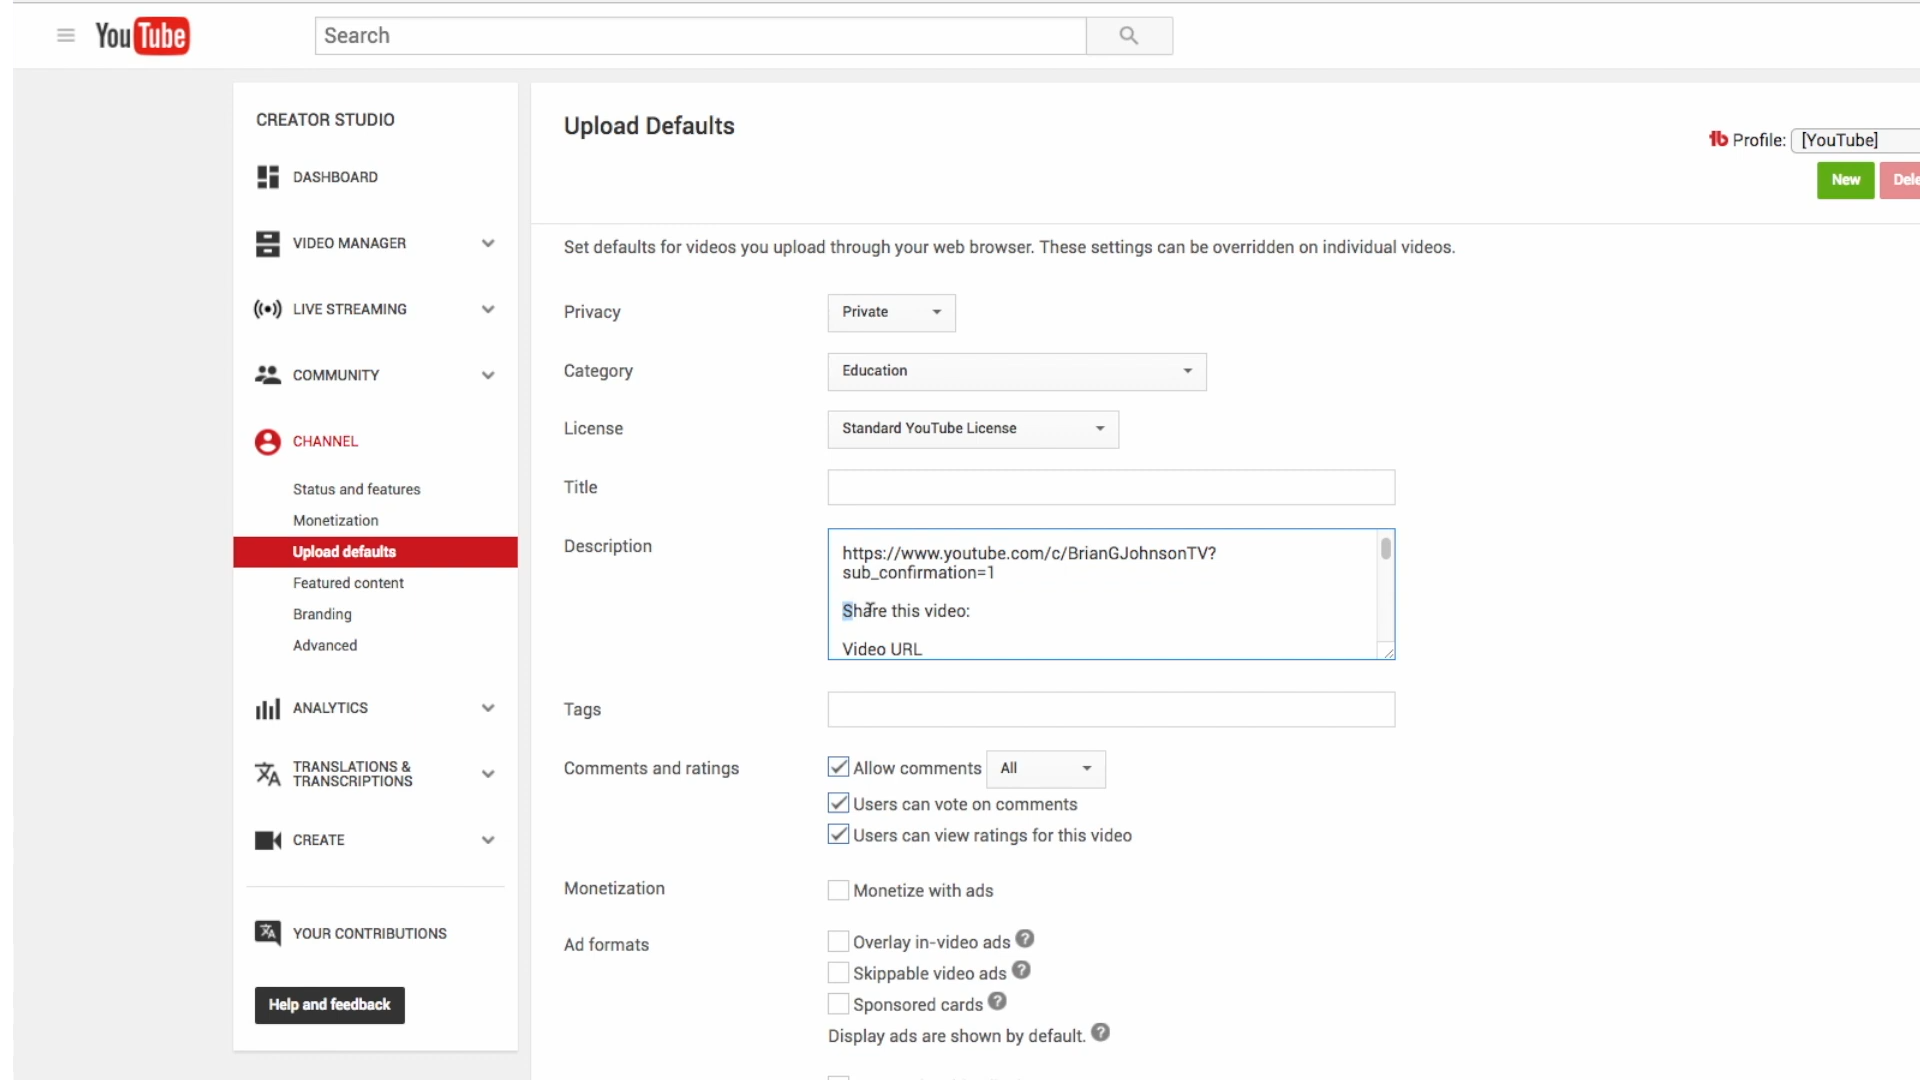 YouTube
Search
CREATOR STUDIO
DASHBOARD
VIDEO MANAGER
LIVE STREAMING
COMMUNITY
CHANNEL
Status and features
Monetization
Upload defaults
Featured content
Branding
Advanced
ANALYTICS
TRANSLATIONS &
TRANSCRIPTIONS
CREATE
YOUR CONTRIBUTIONS
Help and feedback
Upload Defaults
tb Profile: [YouTube]
New Dele
Set defaults for videos you upload through your web browser. These settings can be overridden on individual videos.
Privacy Private
Category Education
License Standard YouTube License
Title
Description
https://www.youtube.com/c/BrianGJohnsonTV?
sub_confirmation=1
Share this video:
Video URL
Tags
Comments and ratings Allow comments All
Users can vote on comments
Users can view ratings for this video
Monetization Monetize with ads
Ad formats Overlay in-video ads ?
Skippable video ads ?
Sponsored cards ?
Display ads are shown by default. ?